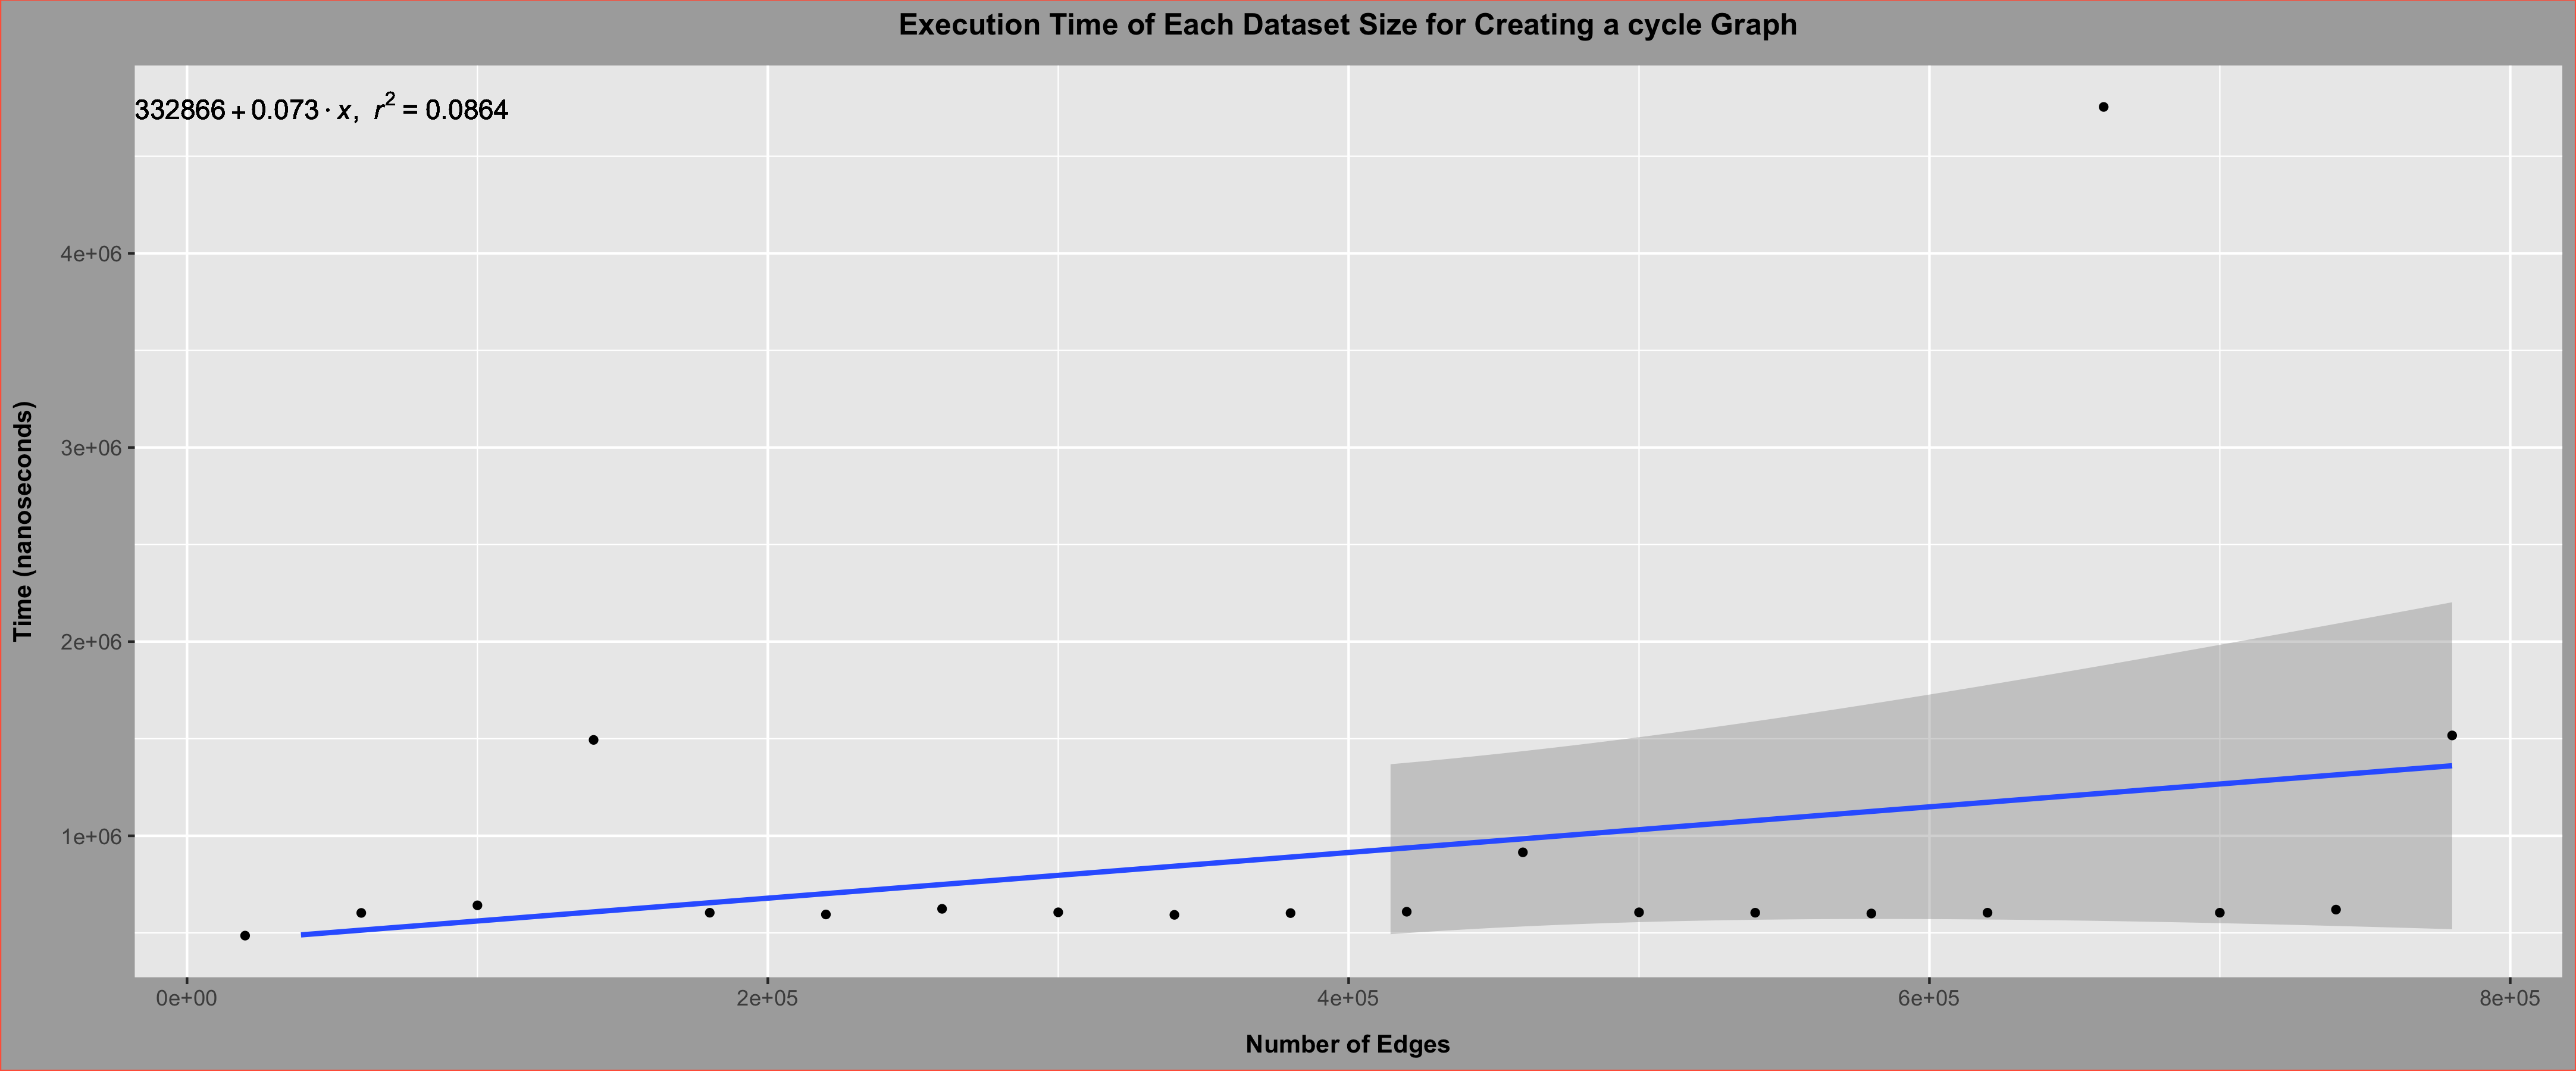 Execution Time of Each Dataset Size for Creating a cycle Graph
332866 + 0.073 · x, r² = 0.0864
4e+06
3e+06
2e+06
1e+06
Time (nanoseconds)
0e+00 2e+05 4e+05 6e+05 8e+05
Number of Edges